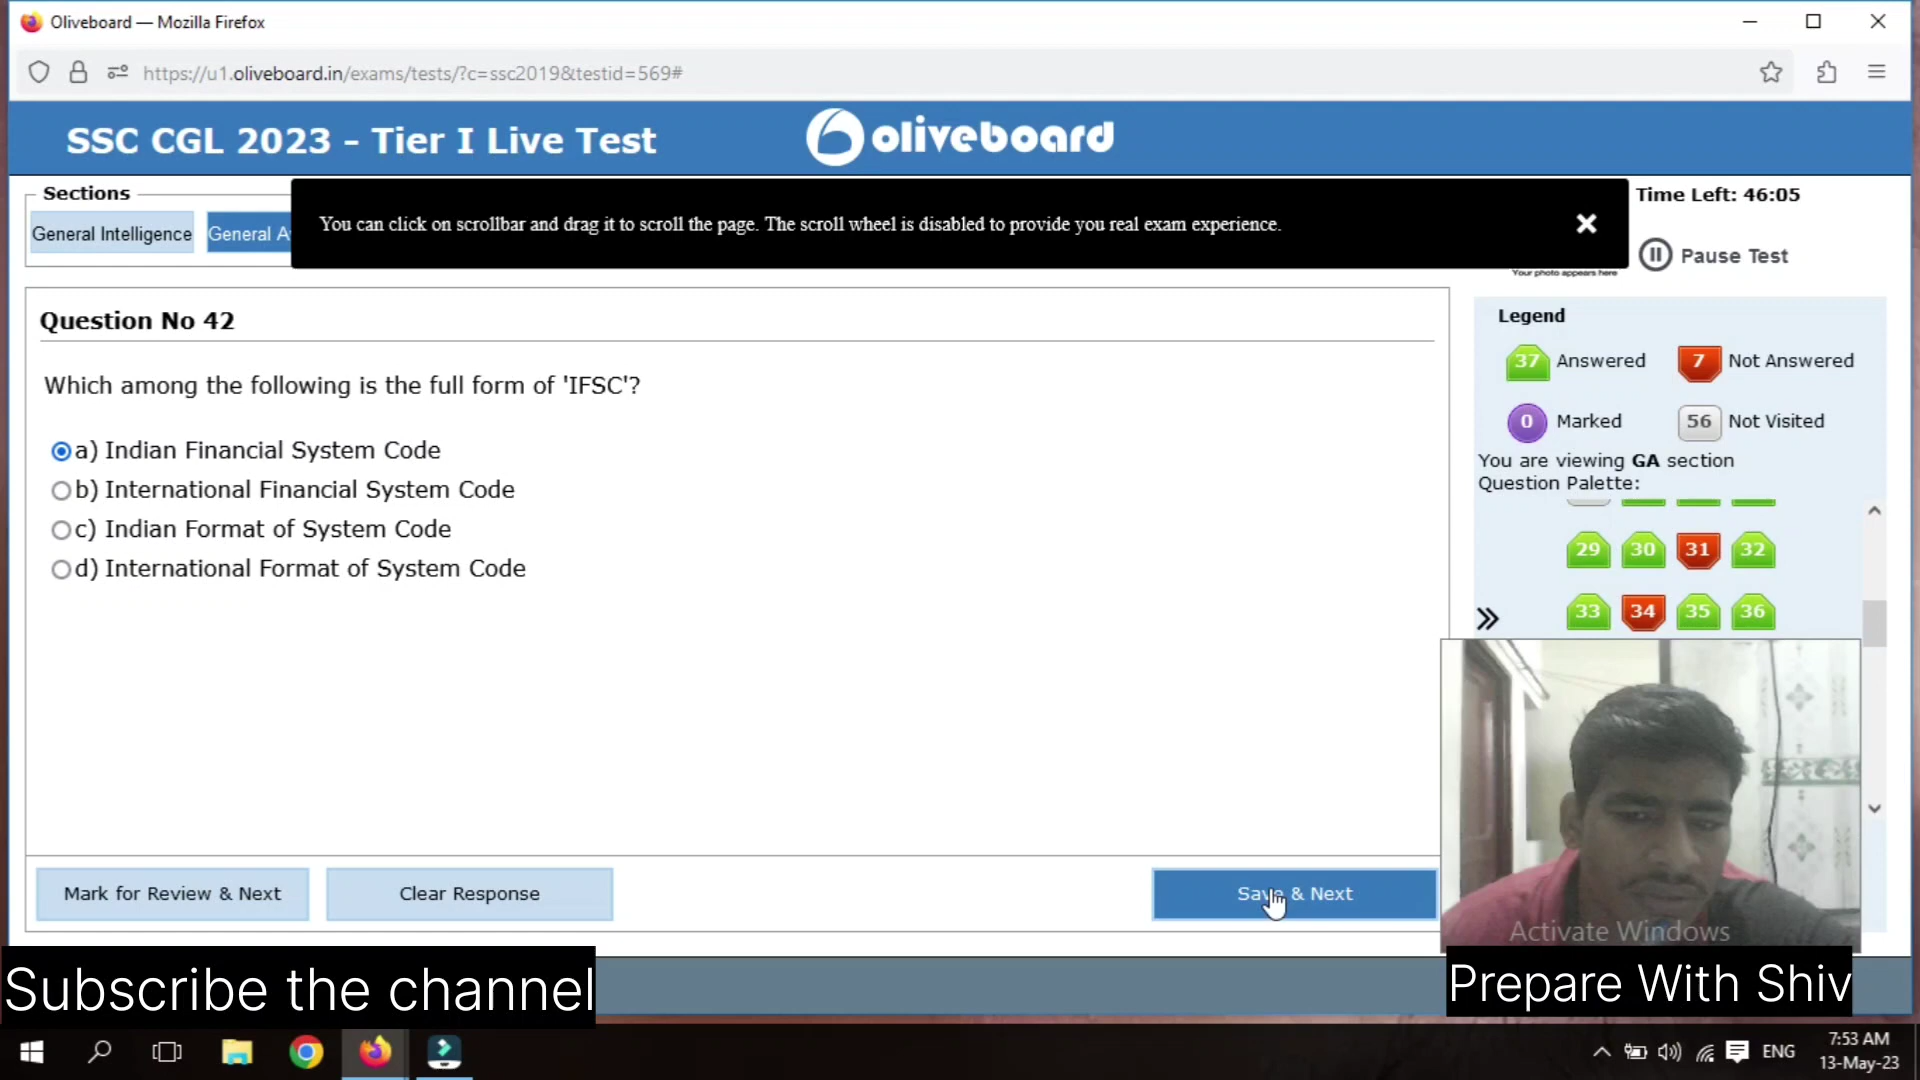 Oliveboard — Mozilla Firefox
https://u1.oliveboard.in/exams/tests/?c=ssc2019&testid=569#
SSC CGL 2023 - Tier I Live Test
oliveboard
Sections
General Intelligence
General A
You can click on scrollbar and drag it to scroll the page. The scroll wheel is disabled to provide you real exam experience.
Your photo appears here
Time Left: 46:05
Pause Test
Question No 42
Which among the following is the full form of 'IFSC'?
a) Indian Financial System Code
b) International Financial System Code
c) Indian Format of System Code
d) International Format of System Code
Legend
37 Answered
7 Not Answered
0 Marked
56 Not Visited
You are viewing GA section
Question Palette:
29 30 31 32
33 34 35 36
Mark for Review & Next
Clear Response
Save & Next
Activate Windows
Subscribe the channel
Prepare With Shiv
ENG
7:53 AM
13-May-23